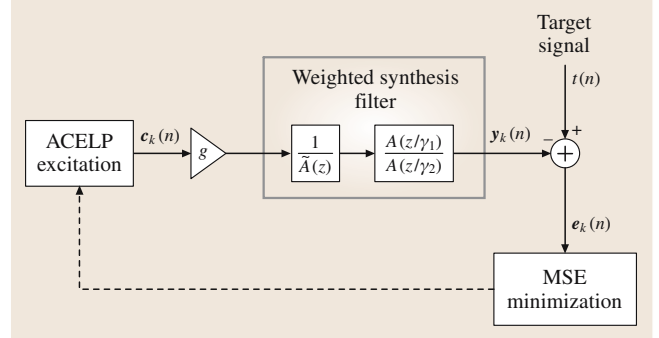 Target
signal
t(n)
Weighted synthesis
filter
ACELP
excitation
c_k(n)
g
1
Ã(z)
A(z/γ₁)
A(z/γ₂)
y_k(n)
−
+
+
e_k(n)
MSE
minimization